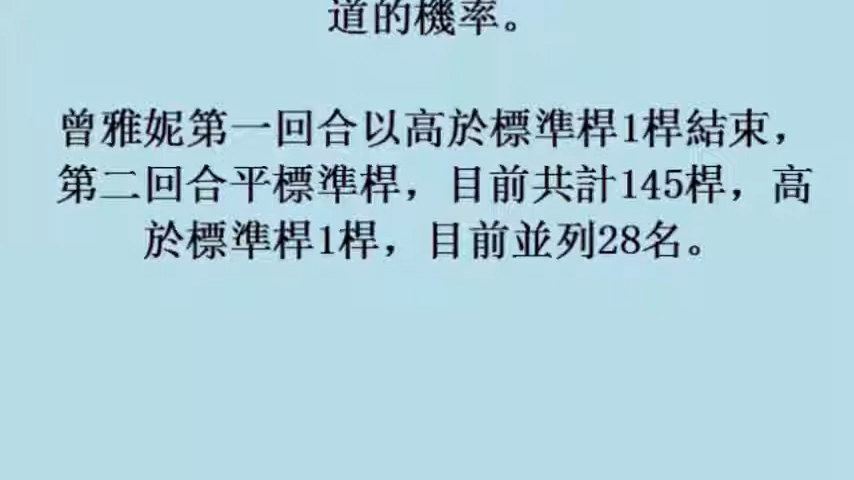 道的機率。
曾雅妮第一回合以高於標準桿1桿結束，
第二回合平標準桿，目前共計145桿，高
於標準桿1桿，目前並列28名。